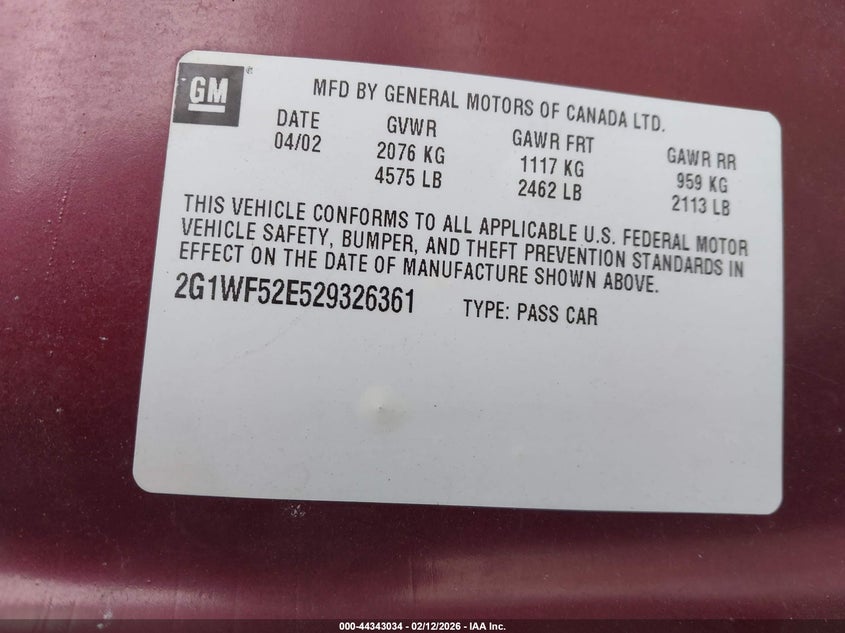 GM
MFD BY GENERAL MOTORS OF CANADA LTD.
DATE GVWR GAWR FRT GAWR RR
04/02 2076 KG 1117 KG 959 KG
4575 LB 2462 LB 2113 LB
THIS VEHICLE CONFORMS TO ALL APPLICABLE U.S. FEDERAL MOTOR
VEHICLE SAFETY, BUMPER, AND THEFT PREVENTION STANDARDS IN
EFFECT ON THE DATE OF MANUFACTURE SHOWN ABOVE.
2G1WF52E529326361 TYPE: PASS CAR
000-44343034 - 02/12/2026 - IAA Inc.